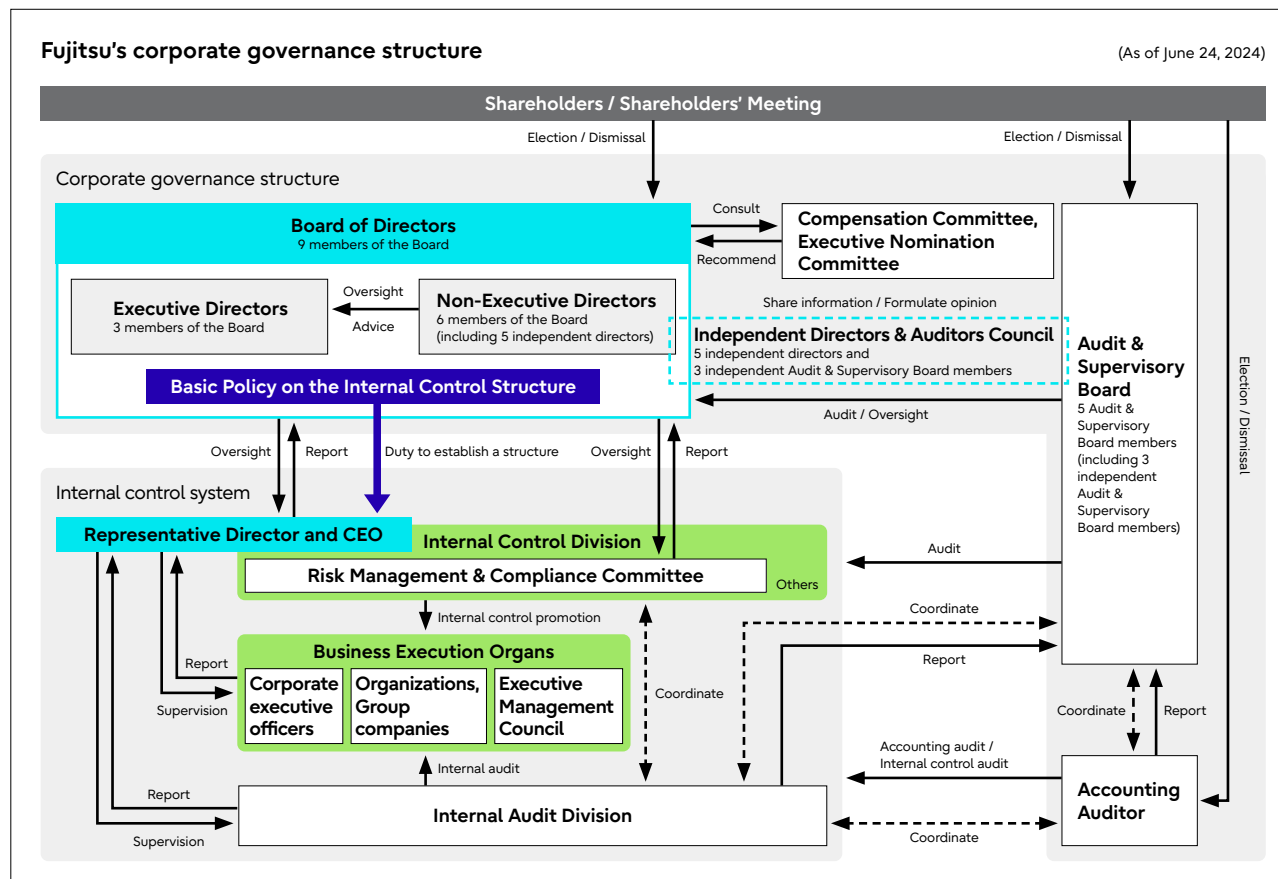 Fujitsu’s corporate governance structure
(As of June 24, 2024)
Shareholders / Shareholders’ Meeting
Election / Dismissal
Election / Dismissal
Corporate governance structure
Board of Directors
9 members of the Board
Consult
Recommend
Compensation Committee,
Executive Nomination
Committee
Executive Directors
3 members of the Board
Oversight
Advice
Non-Executive Directors
6 members of the Board
(including 5 independent directors)
Share information / Formulate opinion
Independent Directors & Auditors Council
5 independent directors and
3 independent Audit & Supervisory Board members
Audit &
Supervisory
Board
5 Audit &
Supervisory
Board members
(including 3
independent
Audit &
Supervisory
Board members)
Election / Dismissal
Basic Policy on the Internal Control Structure
Audit / Oversight
Oversight
Report
Duty to establish a structure
Oversight
Report
Internal control system
Representative Director and CEO
Internal Control Division
Risk Management & Compliance Committee
Others
Audit
Internal control promotion
Coordinate
Business Execution Organs
Report
Report
Corporate
executive
officers
Organizations,
Group
companies
Executive
Management
Council
Coordinate
Supervision
Coordinate
Report
Internal audit
Accounting audit /
Internal control audit
Report
Internal Audit Division
Accounting
Auditor
Supervision
Coordinate